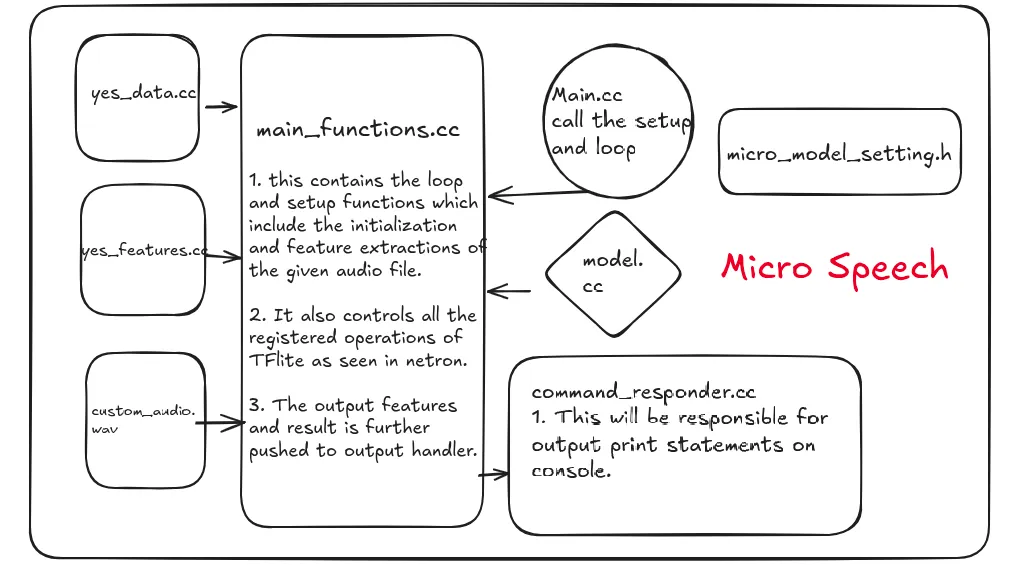 yes_data.cc
yes_features.cc
custom_audio.
wav
main_functions.cc
1. this contains the loop
and setup functions which
include the initialization
and feature extractions of
the given audio file.
2. It also controls all the
registered operations of
TFlite as seen in netron.
3. The output features
and result is further
pushed to output handler.
Main.cc
call the setup
and loop
model.
cc
micro_model_setting.h
Micro Speech
command_responder.cc
1. This will be responsible for
output print statements on
console.